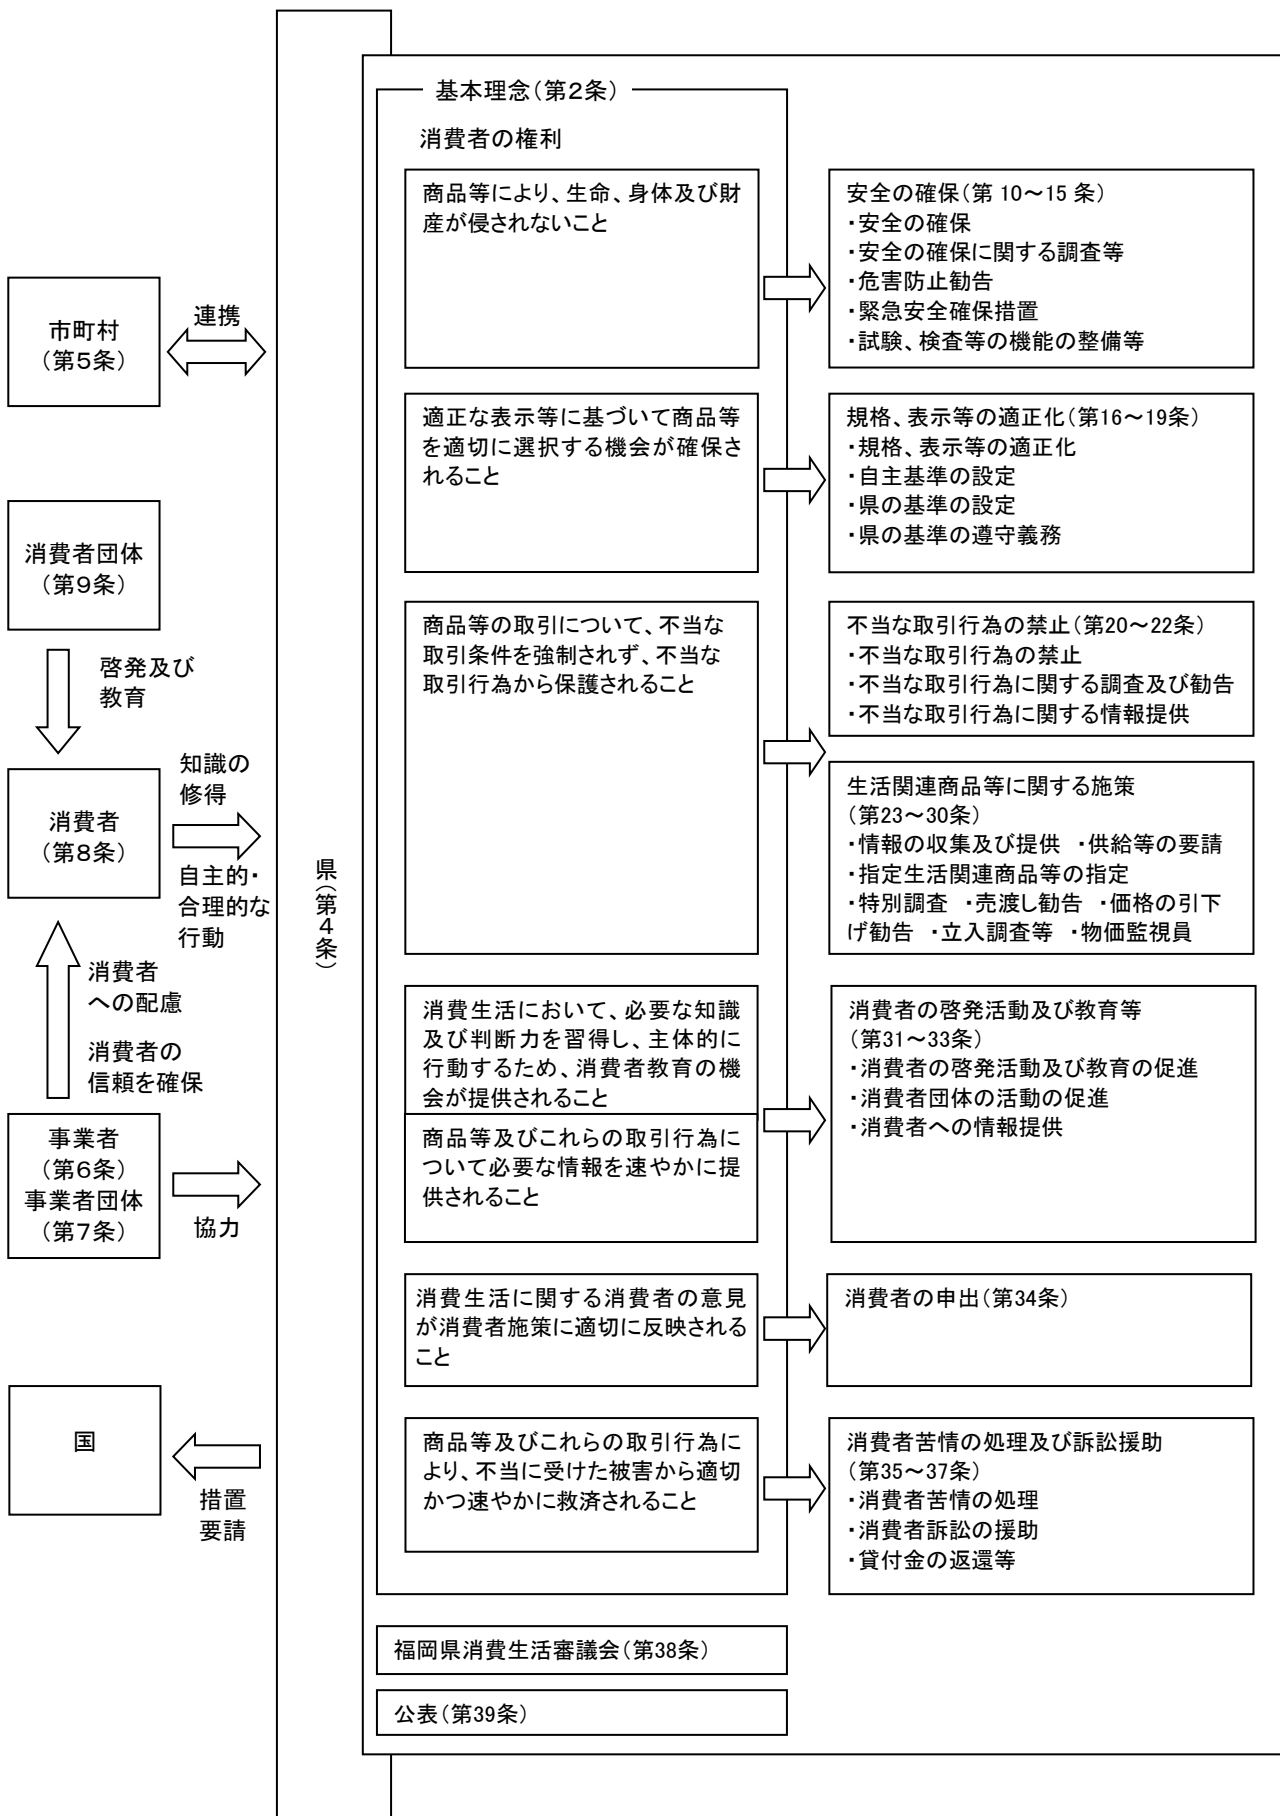 市町村
（第5条）
連携
消費者団体
（第9条）
啓発及び
教育
消費者
（第8条）
知識の
修得
自主的・
合理的な
行動
消費者
への配慮
消費者の
信頼を確保
事業者
（第6条）
事業者団体
（第7条）
協力
国
措置
要請
県（第4条）
基本理念（第2条）
消費者の権利
商品等により、生命、身体及び財
産が侵されないこと
安全の確保（第 10～15 条）
・安全の確保
・安全の確保に関する調査等
・危害防止勧告
・緊急安全確保措置
・試験、検査等の機能の整備等
適正な表示等に基づいて商品等
を適切に選択する機会が確保さ
れること
規格、表示等の適正化（第16～19条）
・規格、表示等の適正化
・自主基準の設定
・県の基準の設定
・県の基準の遵守義務
商品等の取引について、不当な
取引条件を強制されず、不当な
取引行為から保護されること
不当な取引行為の禁止（第20～22条）
・不当な取引行為の禁止
・不当な取引行為に関する調査及び勧告
・不当な取引行為に関する情報提供
生活関連商品等に関する施策
（第23～30条）
・情報の収集及び提供　・供給等の要請
・指定生活関連商品等の指定
・特別調査　・売渡し勧告　・価格の引下
げ勧告　・立入調査等　・物価監視員
消費生活において、必要な知識
及び判断力を習得し、主体的に
行動するため、消費者教育の機
会が提供されること
商品等及びこれらの取引行為に
ついて必要な情報を速やかに提
供されること
消費者の啓発活動及び教育等
（第31～33条）
・消費者の啓発活動及び教育の促進
・消費者団体の活動の促進
・消費者への情報提供
消費生活に関する消費者の意見
が消費者施策に適切に反映される
こと
消費者の申出（第34条）
商品等及びこれらの取引行為に
より、不当に受けた被害から適切
かつ速やかに救済されること
消費者苦情の処理及び訴訟援助
（第35～37条）
・消費者苦情の処理
・消費者訴訟の援助
・貸付金の返還等
福岡県消費生活審議会（第38条）
公表（第39条）